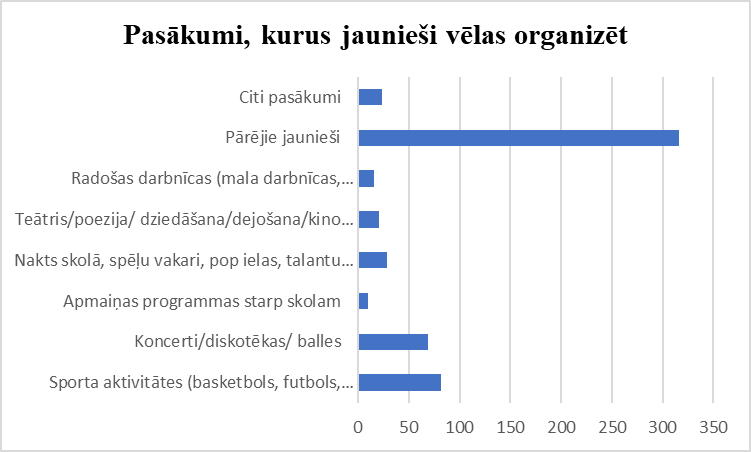 Pasākumi, kurus jaunieši vēlas organizēt
Citi pasākumi
Pārējie jaunieši
Radošas darbnīcas (mala darbnīcas,...
Teātris/poezija/ dziedāšana/dejošana/kino...
Nakts skolā, spēļu vakari, pop ielas, talantu...
Apmaiņas programmas starp skolam
Koncerti/diskotēkas/ balles
Sporta aktivitātes (basketbols, futbols,...
0 50 100 150 200 250 300 350